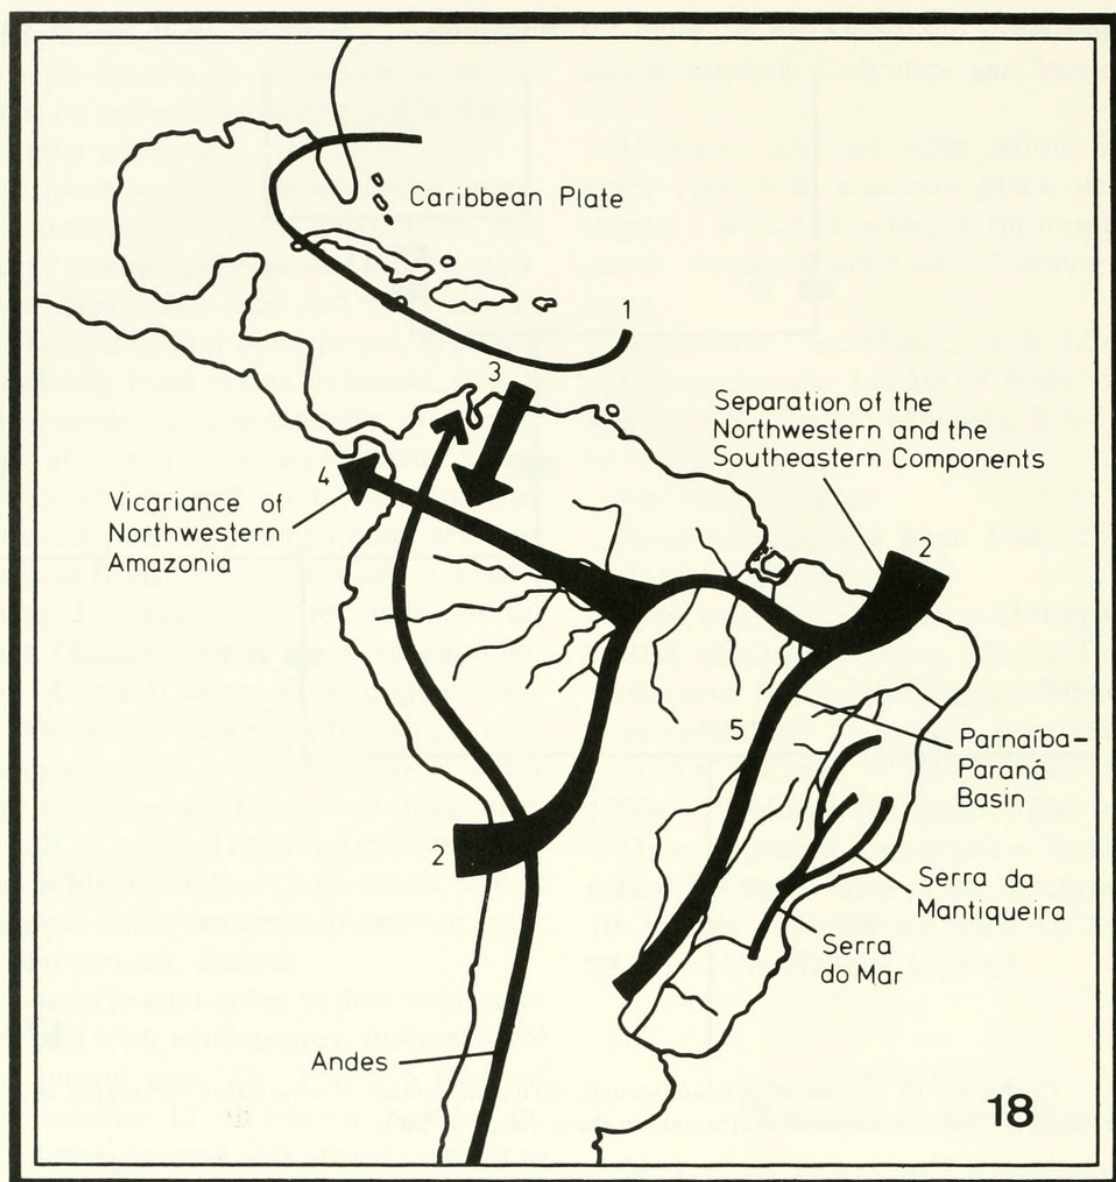 Caribbean Plate
1
3
Separation of the
Northwestern and the
Southeastern Components
4
Vicariance of
Northwestern
Amazonia
2
5
Parnaíba-
Paraná
Basin
2
Serra da
Mantiqueira
Serra
do Mar
Andes
18